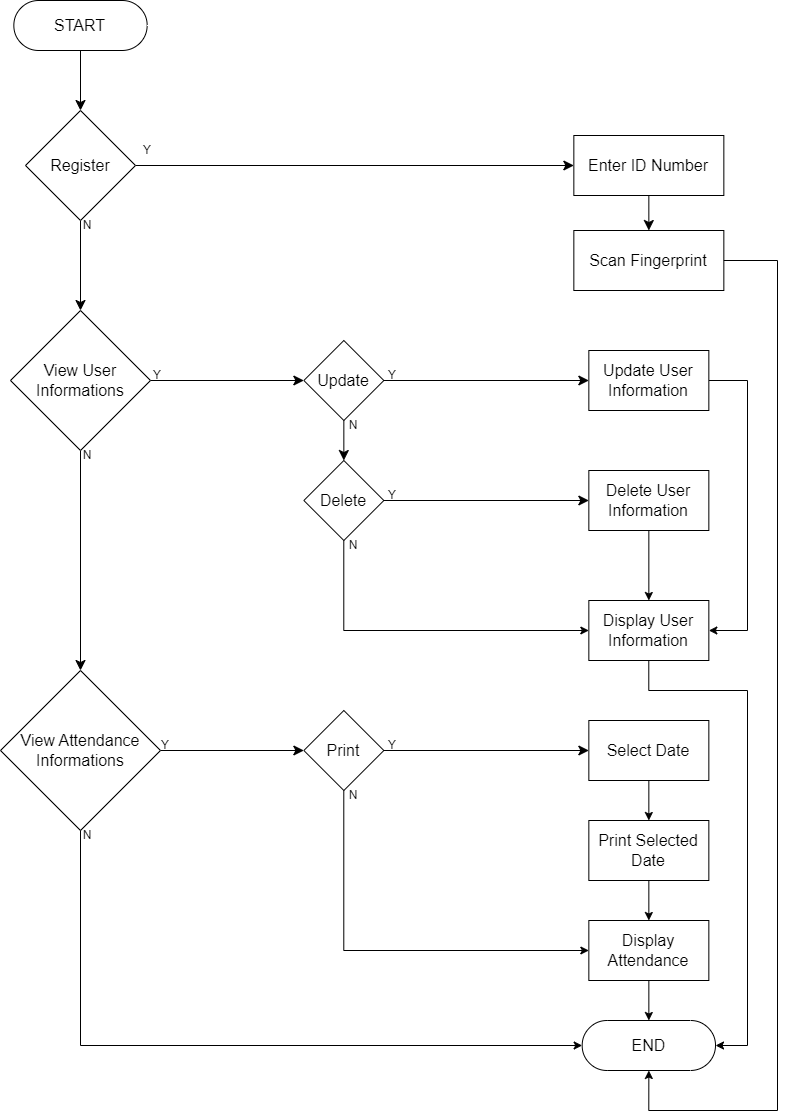 START
Y
Register
Enter ID Number
N
Scan Fingerprint
View User
Informations
Y
Update
Y
Update User
Information
N
N
Delete
Y
Delete User
Information
N
Display User
Information
View Attendance
Informations
Y
Print
Y
Select Date
N
N
Print Selected
Date
Display
Attendance
END